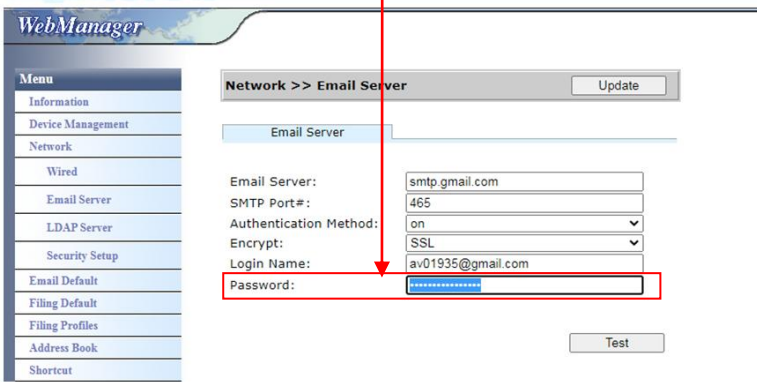 WebManager
Menu
Information
Device Management
Network
Wired
Email Server
LDAP Server
Security Setup
Email Default
Filing Default
Filing Profiles
Address Book
Shortcut
Network >> Email Server
Update
Email Server
Email Server: smtp.gmail.com
SMTP Port#: 465
Authentication Method: on
Encrypt: SSL
Login Name: av01935@gmail.com
Password: ••••••••••••••••
Test